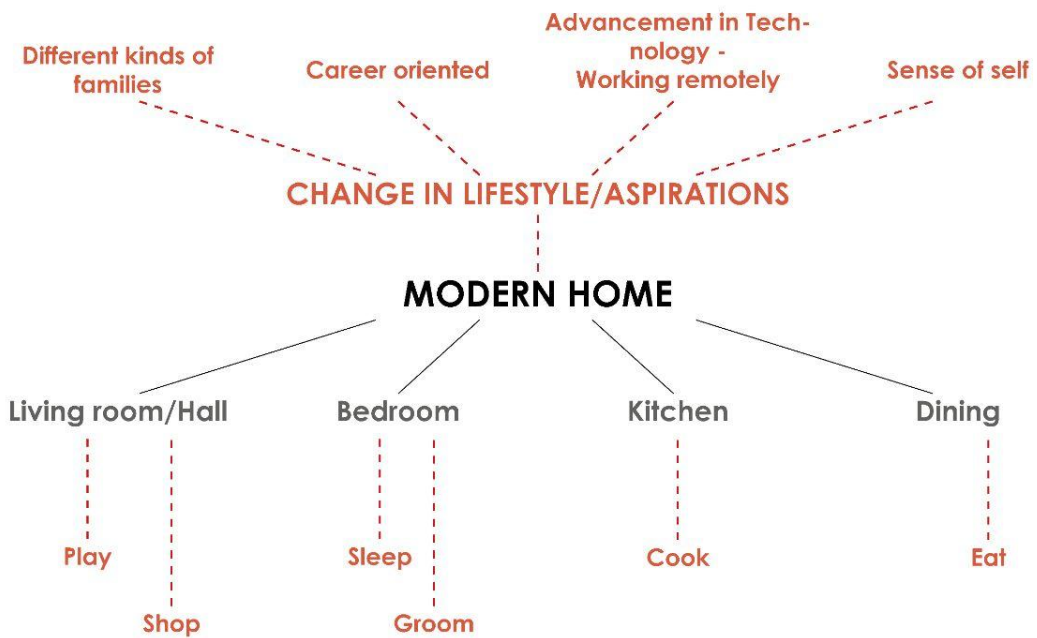 Advancement in Tech-
nology -
Working remotely
Different kinds of
families
Career oriented
Sense of self
CHANGE IN LIFESTYLE/ASPIRATIONS
MODERN HOME
Living room/Hall
Bedroom
Kitchen
Dining
Play
Sleep
Cook
Eat
Shop
Groom